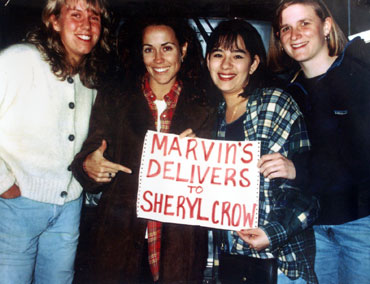 MARVIN'S
DELIVERS
TO
SHERYL CROW